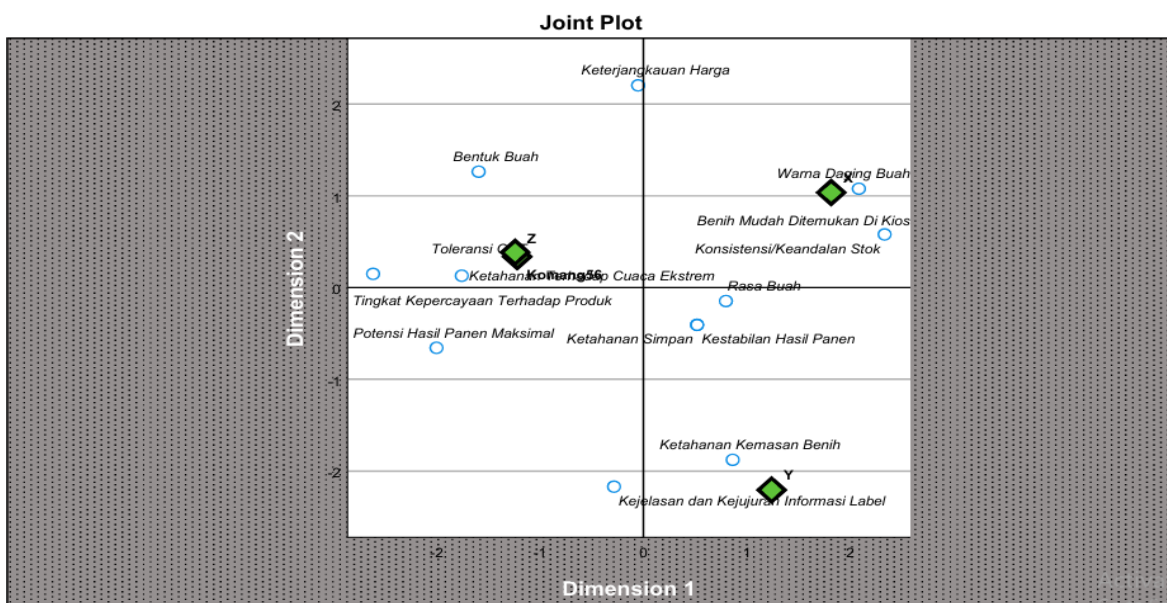 Joint Plot
Keterjangkauan Harga
2
Bentuk Buah
Warna Daging Buah
X
1
Benih Mudah Ditemukan Di Kios
Z
Toleransi
Konsistensi/Keandalan Stok
Ketahanan Terhadap Cuaca Ekstrem
0
Rasa Buah
Tingkat Kepercayaan Terhadap Produk
Potensi Hasil Panen Maksimal
Ketahanan Simpan Kestabilan Hasil Panen
-1
Ketahanan Kemasan Benih
-2
Y
Kejelasan dan Kejujuran Informasi Label
-2 -1 0 1 2
Dimension 1
Dimension 2